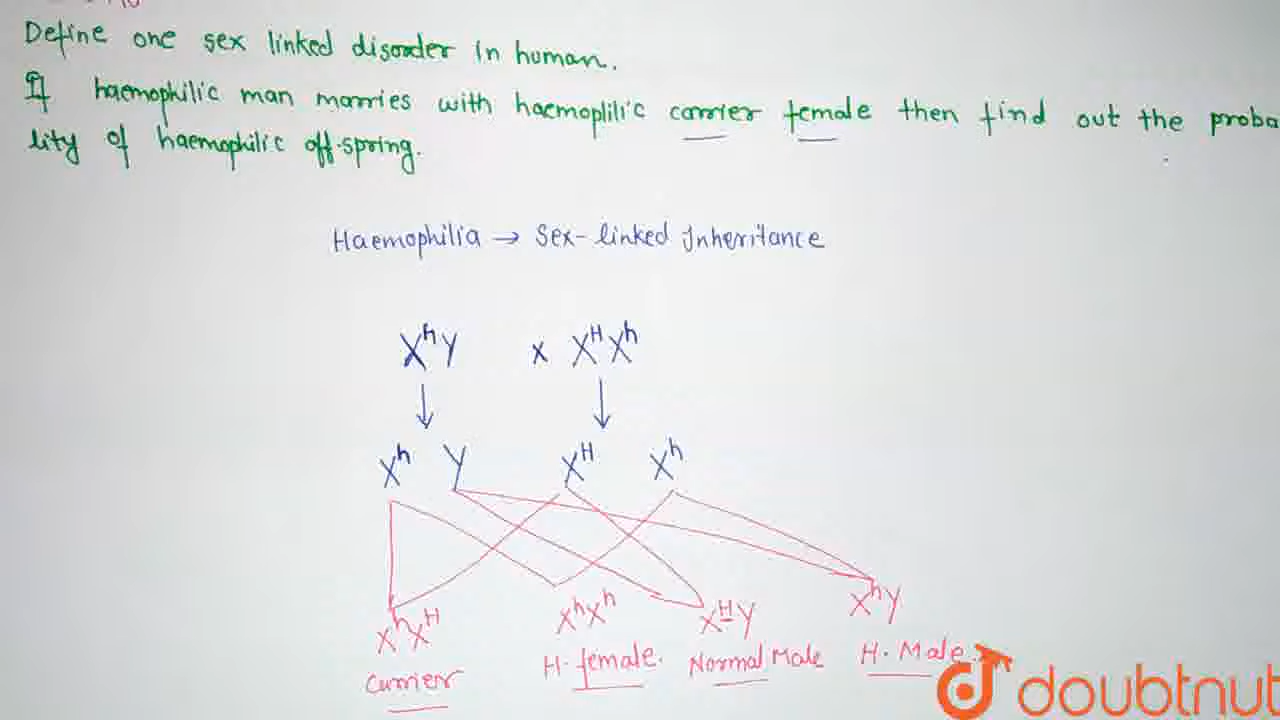 Define one sex linked disorder in human.
If haemophilic man marries with haemoplilic carrier female then find out the proba
lity of haemophilic off-spring.
Haemophilia → Sex-linked Inheritance
XʰY x XᴴXʰ
Xʰ Y Xᴴ Xʰ
XʰXᴴ XʰXʰ XᴴY XʰY
Carrier H. female. Normal Male H. Male.
doubtnut